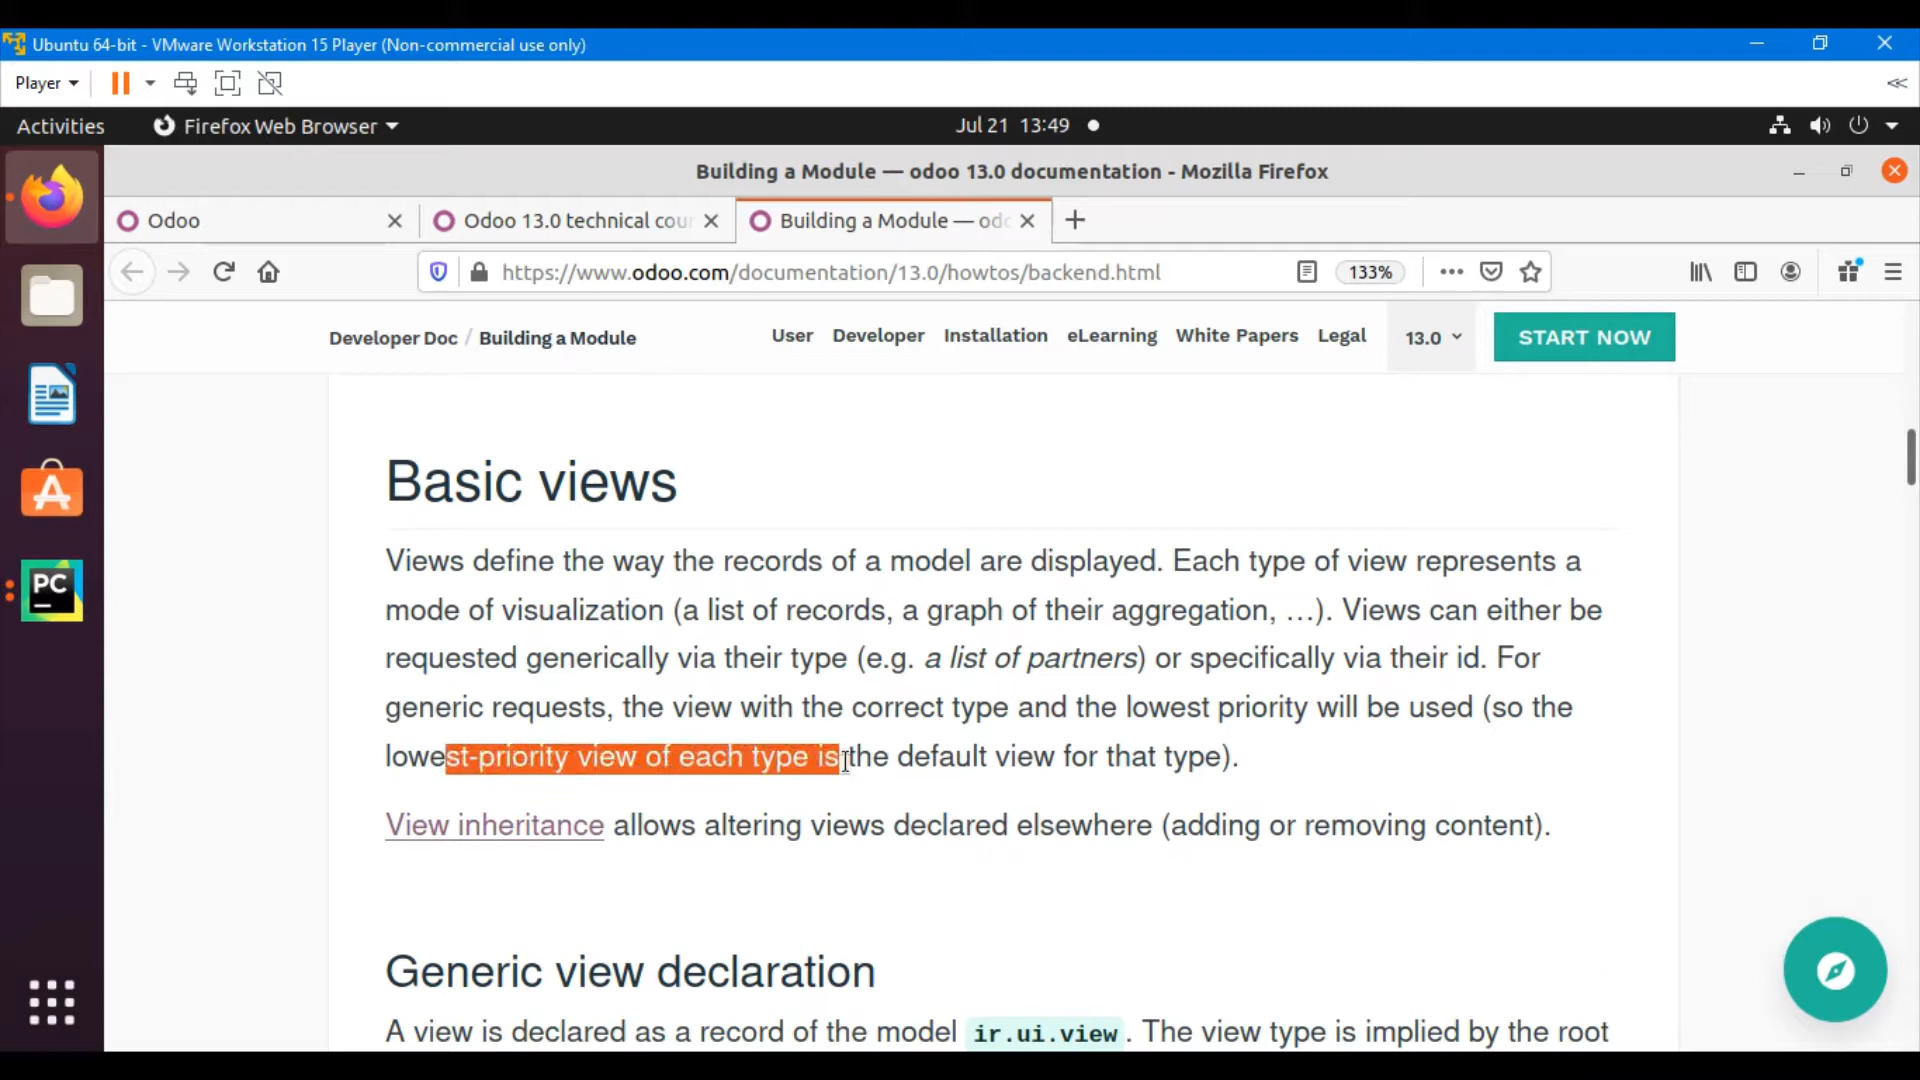 Ubuntu 64-bit - VMware Workstation 15 Player (Non-commercial use only)
Player
Activities
Firefox Web Browser
Jul 21 13:49
Building a Module — odoo 13.0 documentation - Mozilla Firefox
Odoo
Odoo 13.0 technical cour
Building a Module — odo
https://www.odoo.com/documentation/13.0/howtos/backend.html
133%
Developer Doc / Building a Module
User Developer Installation eLearning White Papers Legal
13.0
START NOW
Basic views
Views define the way the records of a model are displayed. Each type of view represents a
mode of visualization (a list of records, a graph of their aggregation, …). Views can either be
requested generically via their type (e.g. a list of partners) or specifically via their id. For
generic requests, the view with the correct type and the lowest priority will be used (so the
lowest-priority view of each type is the default view for that type).
View inheritance allows altering views declared elsewhere (adding or removing content).
PC
Generic view declaration
A view is declared as a record of the model ir.ui.view. The view type is implied by the root